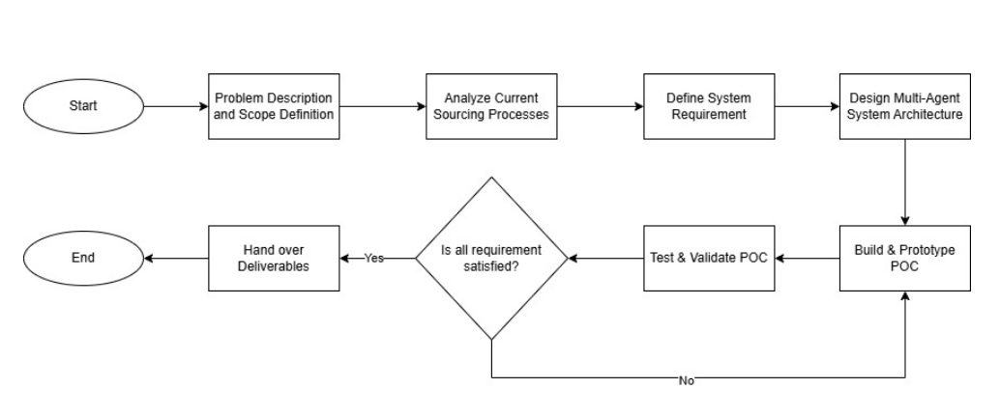 Start
Problem Description
and Scope Definition
Analyze Current
Sourcing Processes
Define System
Requirement
Design Multi-Agent
System Architecture
Build & Prototype
POC
Test & Validate POC
Is all requirement
satisfied?
Yes
Hand over
Deliverables
End
No